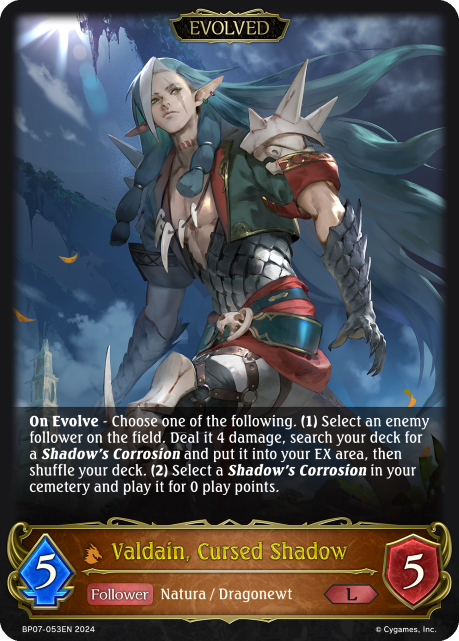 EVOLVED
On Evolve - Choose one of the following. (1) Select an enemy
follower on the field. Deal it 4 damage, search your deck for
a Shadow's Corrosion and put it into your EX area, then
shuffle your deck. (2) Select a Shadow's Corrosion in your
cemetery and play it for 0 play points.
Valdain, Cursed Shadow
5
Follower Natura / Dragonewt L
5
BP07-053EN 2024 © Cygames, Inc.